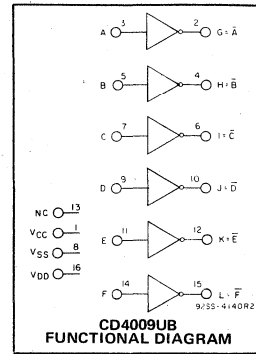 A 3 2 G=A̅
B 5 4 H=B̅
C 7 6 I=C̅
D 9 10 J=D̅
NC 13
VCC 1
E 11 12 K=E̅
VSS 8
VDD 16
F 14 15 L=F̅
92SS-4140R2
CD4009UB
FUNCTIONAL DIAGRAM